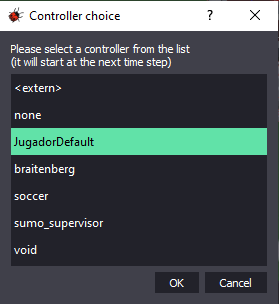 Controller choice
?
Please select a controller from the list
(it will start at the next time step)
<extern>
none
JugadorDefault
braitenberg
soccer
sumo_supervisor
void
OK
Cancel